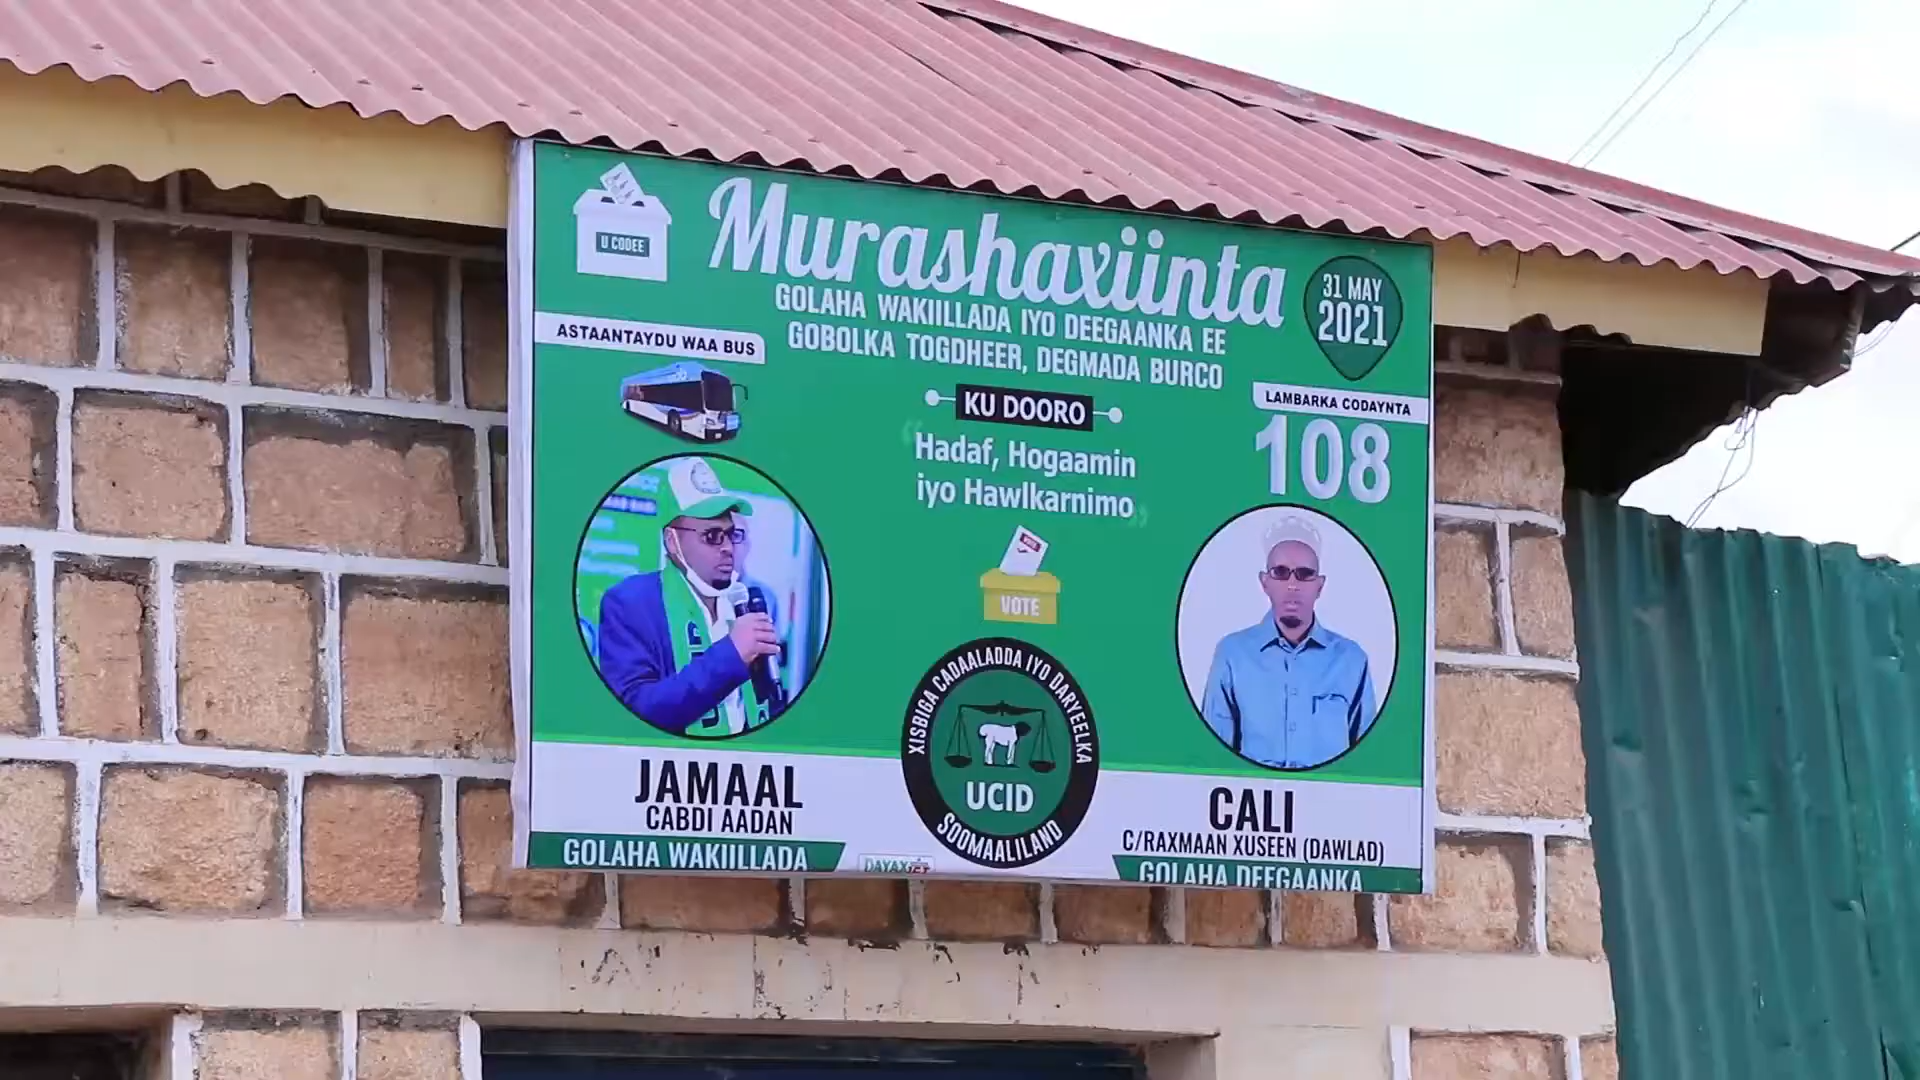 U CODEE
Murashaxiinta
31 MAY
2021
GOLAHA WAKIILLADA IYO DEEGAANKA EE
GOBOLKA TOGDHEER, DEGMADA BURCO
ASTAANTAYDU WAA BUS
KU DOORO
LAMBARKA CODAYNTA
108
“Hadaf, Hogaamin
iyo Hawlkarnimo”
VOTE
VOTE
XISBIGA CADAALADDA IYO DARYEELKA
UCID
SOOMAALILAND
JAMAAL
CABDI AADAN
GOLAHA WAKIILLADA
CALI
C/RAXMAAN XUSEEN (DAWLAD)
GOLAHA DEEGAANKA
DAYAX